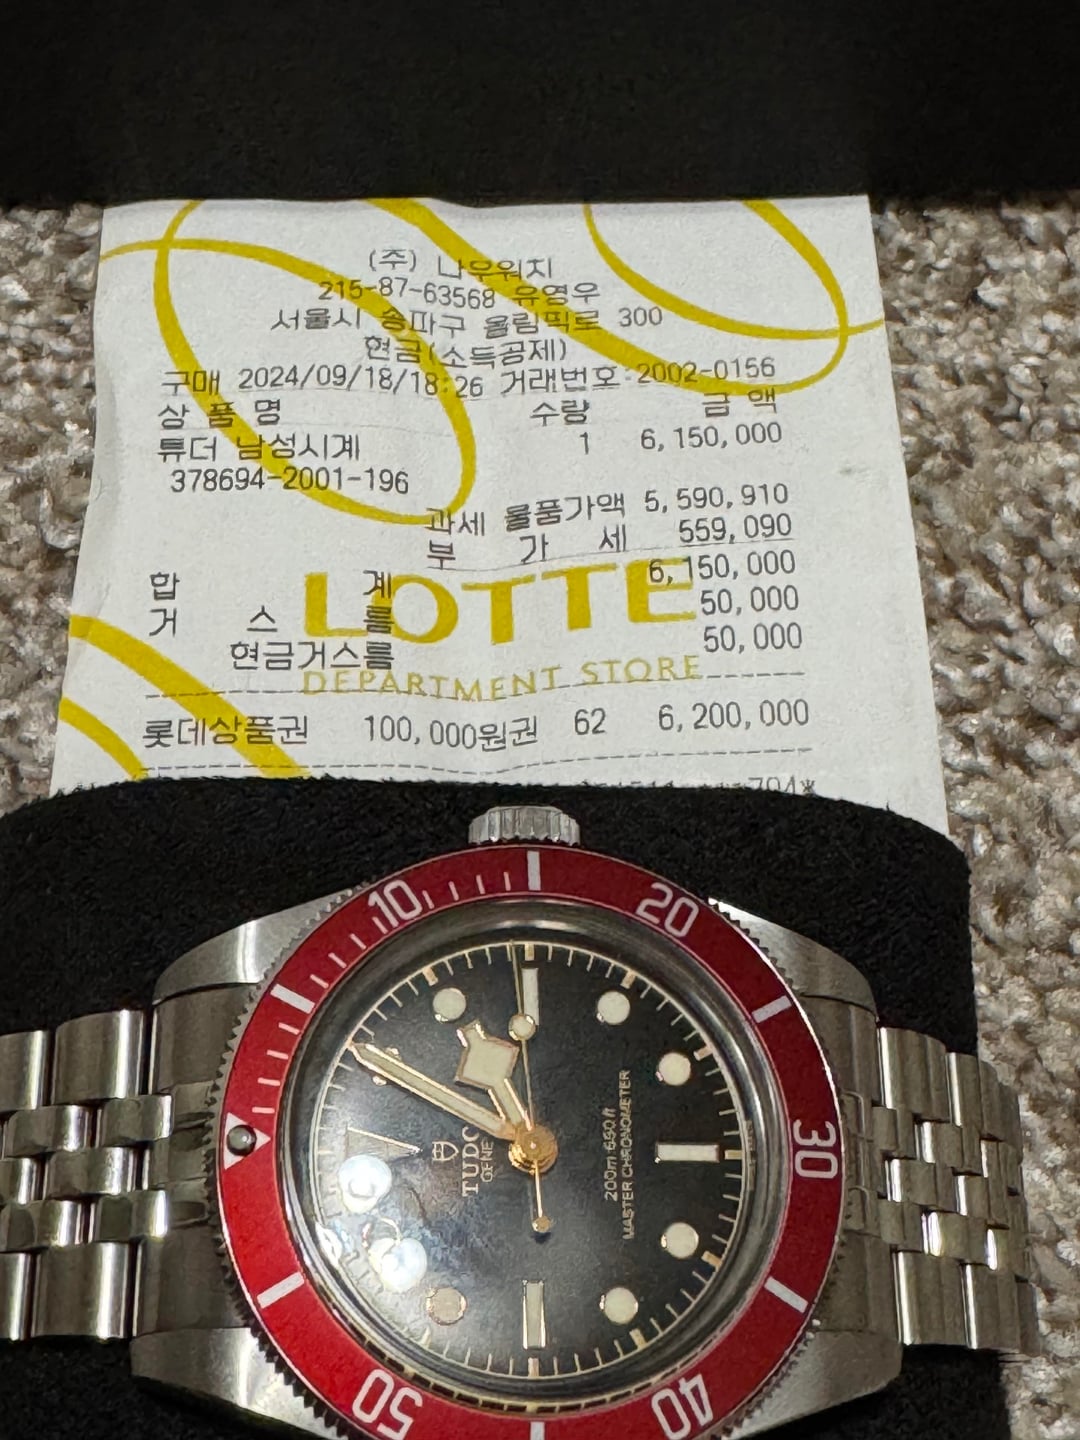 (주) 나우워치
215-87-63568 유영우
서울시 송파구 올림픽로 300
현금(소득공제)
구매 2024/09/18/18:26 거래번호:2002-0156
상 품 명 수량 금 액
튜더 남성시계 1 6,150,000
378694-2001-196
과세 물품가액 5,590,910
부 가 세 559,090
합 계 6,150,000
거 스 름 50,000
현금거스름 50,000
LOTTE
DEPARTMENT STORE
롯데상품권 100,000원권 62 6,200,000
10
20
30
40
50
200m 650ft
MASTER CHRONOMETER